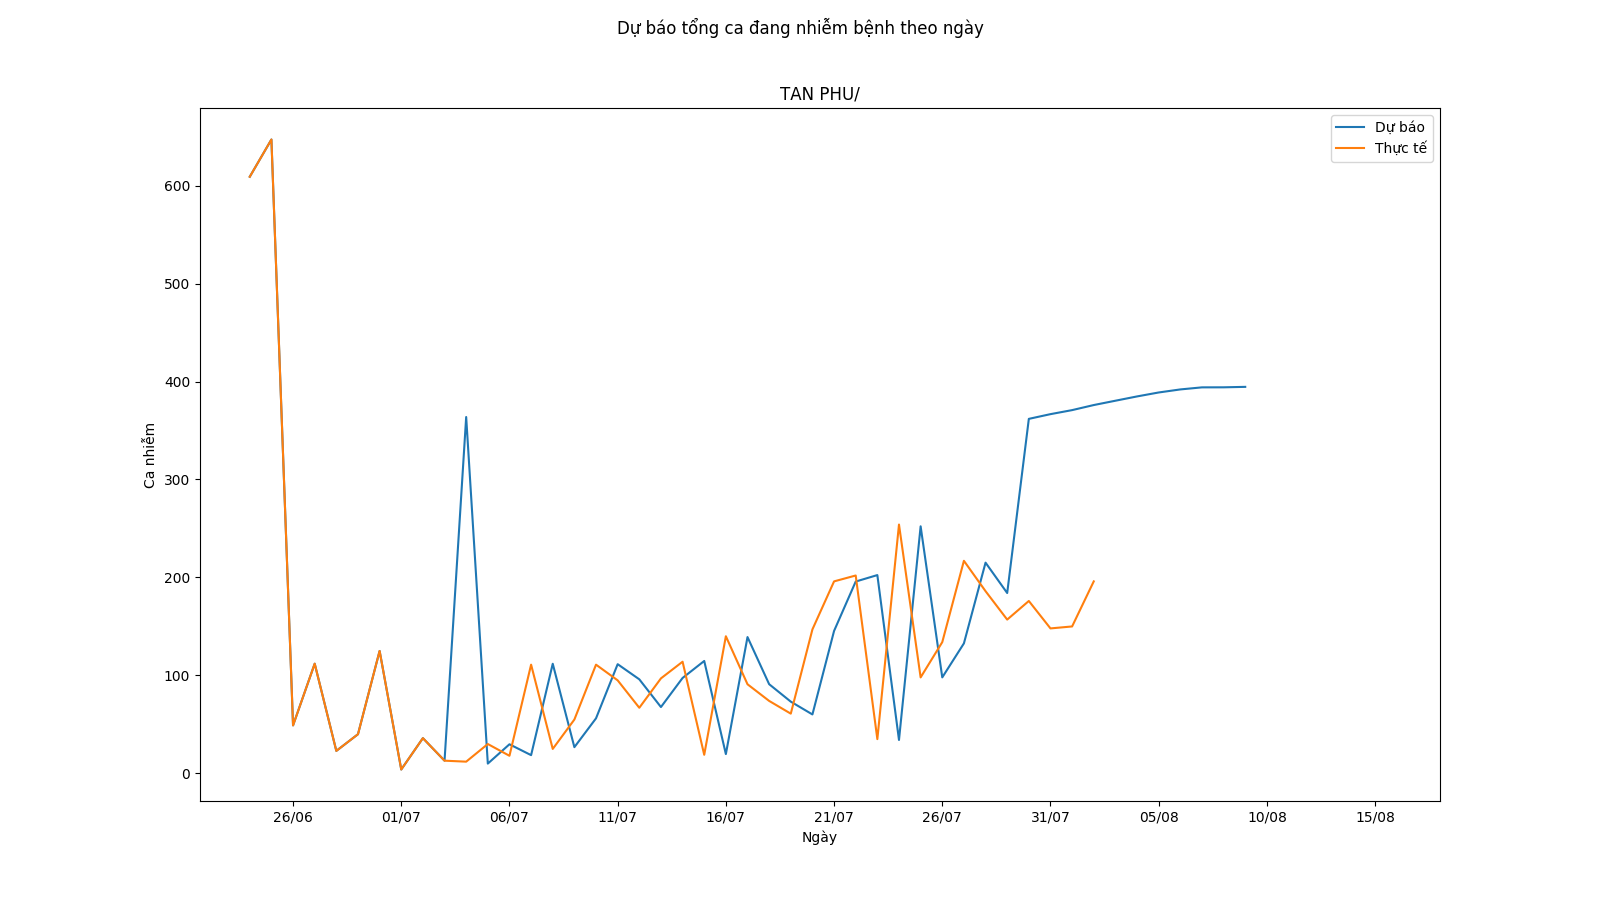 Dự báo tổng ca đang nhiễm bệnh theo ngày
TAN PHU/
Dự báo
Thực tế
Ca nhiễm
600
500
400
300
200
100
0
26/06 01/07 06/07 11/07 16/07 21/07 26/07 31/07 05/08 10/08 15/08
Ngày